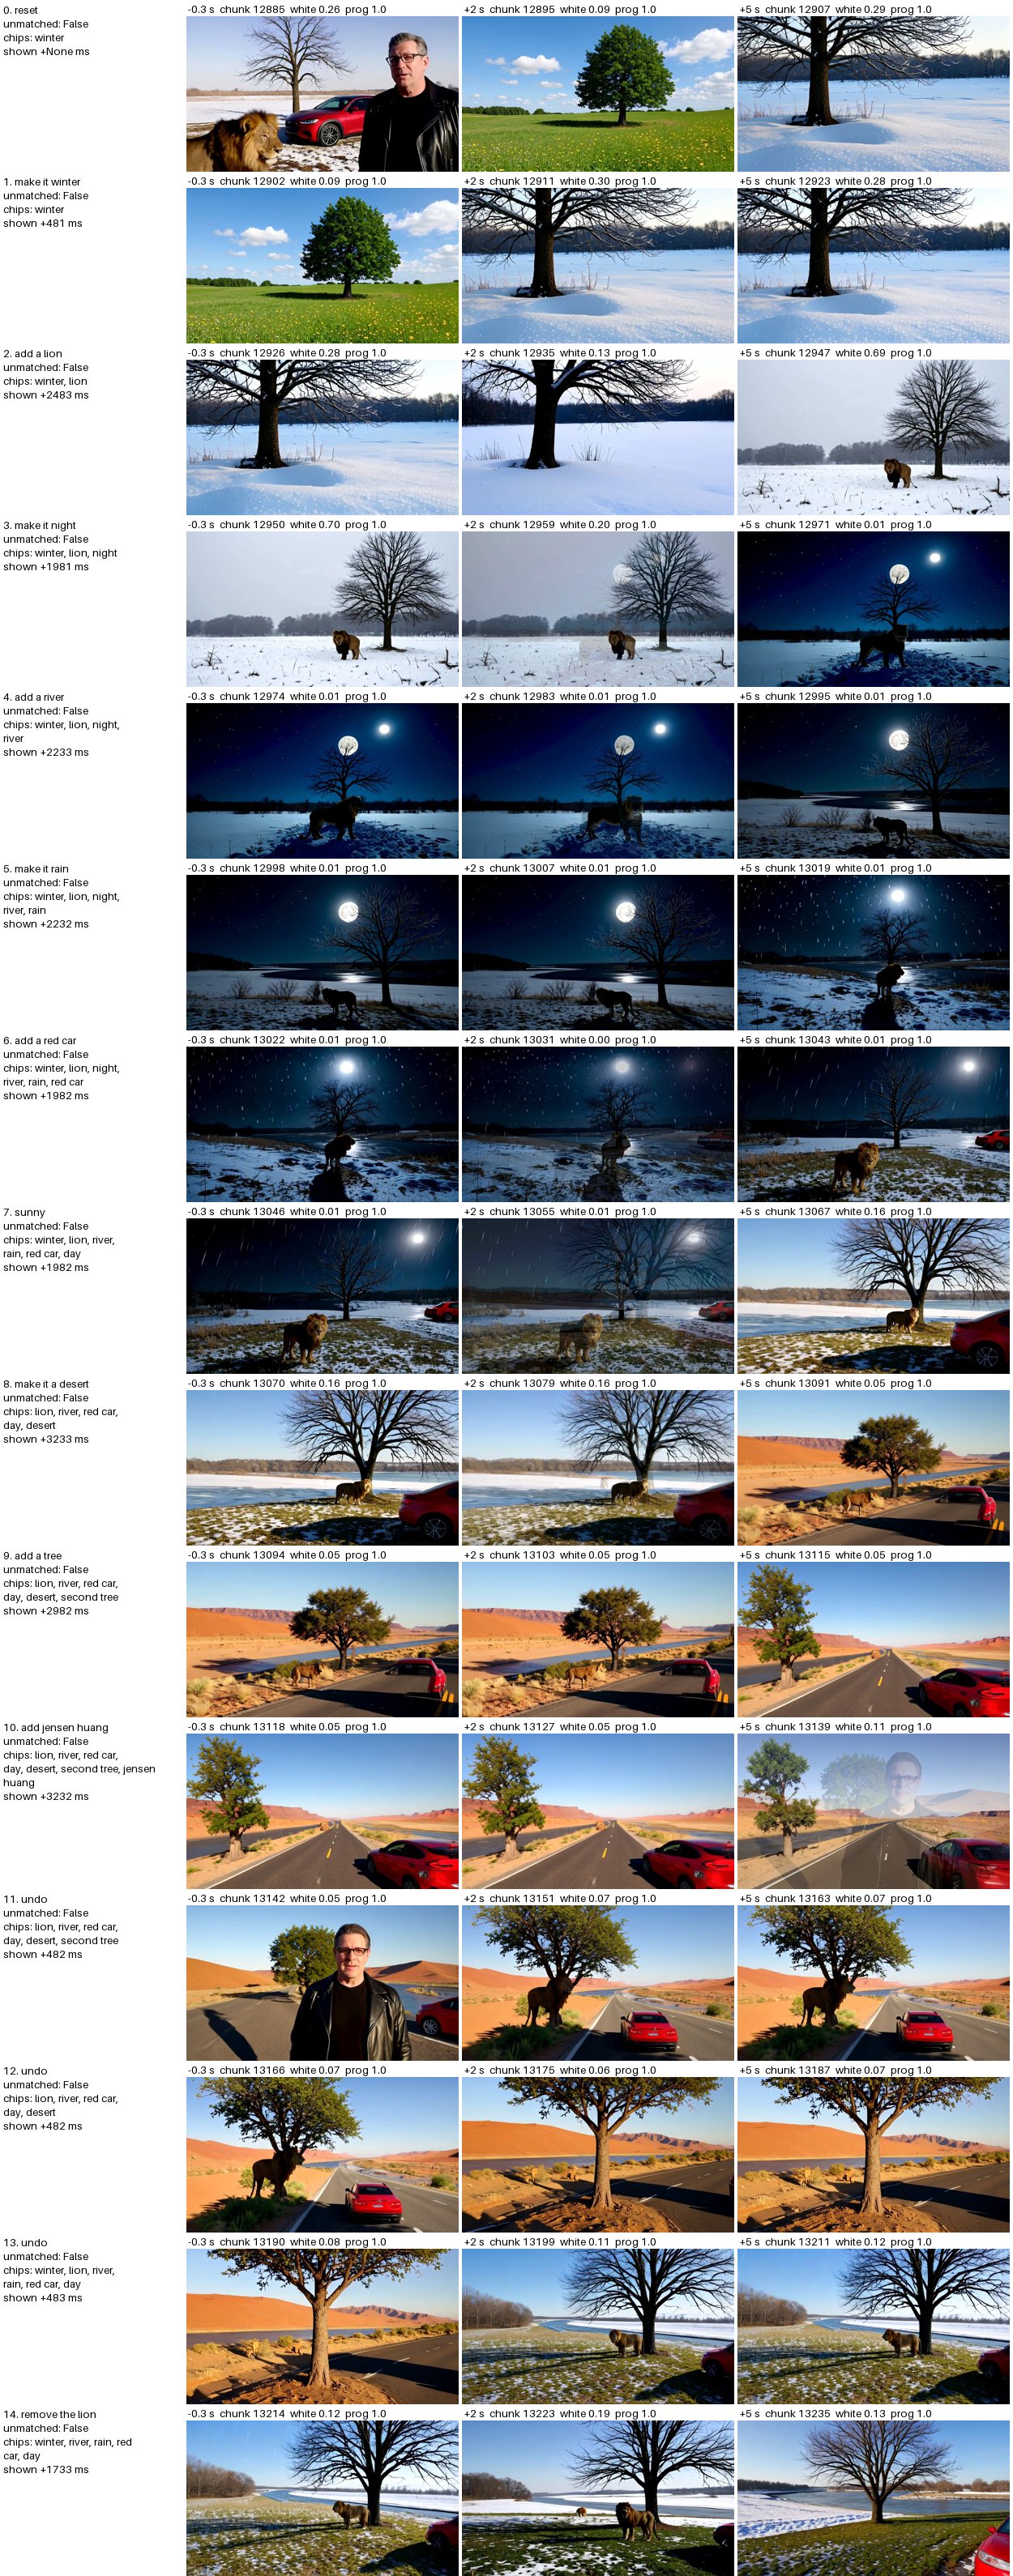 0. reset
unmatched: False
chips: winter
shown +None ms
-0.3 s chunk 12885 white 0.26 prog 1.0
+2 s chunk 12895 white 0.09 prog 1.0
+5 s chunk 12907 white 0.29 prog 1.0
1. make it winter
unmatched: False
chips: winter
shown +481 ms
-0.3 s chunk 12902 white 0.09 prog 1.0
+2 s chunk 12911 white 0.30 prog 1.0
+5 s chunk 12923 white 0.28 prog 1.0
2. add a lion
unmatched: False
chips: winter, lion
shown +2483 ms
-0.3 s chunk 12926 white 0.28 prog 1.0
+2 s chunk 12935 white 0.13 prog 1.0
+5 s chunk 12947 white 0.69 prog 1.0
3. make it night
unmatched: False
chips: winter, lion, night
shown +1981 ms
-0.3 s chunk 12950 white 0.70 prog 1.0
+2 s chunk 12959 white 0.20 prog 1.0
+5 s chunk 12971 white 0.01 prog 1.0
4. add a river
unmatched: False
chips: winter, lion, night,
river
shown +2233 ms
-0.3 s chunk 12974 white 0.01 prog 1.0
+2 s chunk 12983 white 0.01 prog 1.0
+5 s chunk 12995 white 0.01 prog 1.0
5. make it rain
unmatched: False
chips: winter, lion, night,
river, rain
shown +2232 ms
-0.3 s chunk 12998 white 0.01 prog 1.0
+2 s chunk 13007 white 0.01 prog 1.0
+5 s chunk 13019 white 0.01 prog 1.0
6. add a red car
unmatched: False
chips: winter, lion, night,
river, rain, red car
shown +1982 ms
-0.3 s chunk 13022 white 0.01 prog 1.0
+2 s chunk 13031 white 0.00 prog 1.0
+5 s chunk 13043 white 0.01 prog 1.0
7. sunny
unmatched: False
chips: winter, lion, river,
rain, red car, day
shown +1982 ms
-0.3 s chunk 13046 white 0.01 prog 1.0
+2 s chunk 13055 white 0.01 prog 1.0
+5 s chunk 13067 white 0.16 prog 1.0
8. make it a desert
unmatched: False
chips: lion, river, red car,
day, desert
shown +3233 ms
-0.3 s chunk 13070 white 0.16 prog 1.0
+2 s chunk 13079 white 0.16 prog 1.0
+5 s chunk 13091 white 0.05 prog 1.0
9. add a tree
unmatched: False
chips: lion, river, red car,
day, desert, second tree
shown +2982 ms
-0.3 s chunk 13094 white 0.05 prog 1.0
+2 s chunk 13103 white 0.05 prog 1.0
+5 s chunk 13115 white 0.05 prog 1.0
10. add jensen huang
unmatched: False
chips: lion, river, red car,
day, desert, second tree, jensen
huang
shown +3232 ms
-0.3 s chunk 13118 white 0.05 prog 1.0
+2 s chunk 13127 white 0.05 prog 1.0
+5 s chunk 13139 white 0.11 prog 1.0
11. undo
unmatched: False
chips: lion, river, red car,
day, desert, second tree
shown +482 ms
-0.3 s chunk 13142 white 0.05 prog 1.0
+2 s chunk 13151 white 0.07 prog 1.0
+5 s chunk 13163 white 0.07 prog 1.0
12. undo
unmatched: False
chips: lion, river, red car,
day, desert
shown +482 ms
-0.3 s chunk 13166 white 0.07 prog 1.0
+2 s chunk 13175 white 0.06 prog 1.0
+5 s chunk 13187 white 0.07 prog 1.0
13. undo
unmatched: False
chips: winter, lion, river,
rain, red car, day
shown +483 ms
-0.3 s chunk 13190 white 0.08 prog 1.0
+2 s chunk 13199 white 0.11 prog 1.0
+5 s chunk 13211 white 0.12 prog 1.0
14. remove the lion
unmatched: False
chips: winter, river, rain, red
car, day
shown +1733 ms
-0.3 s chunk 13214 white 0.12 prog 1.0
+2 s chunk 13223 white 0.19 prog 1.0
+5 s chunk 13235 white 0.13 prog 1.0